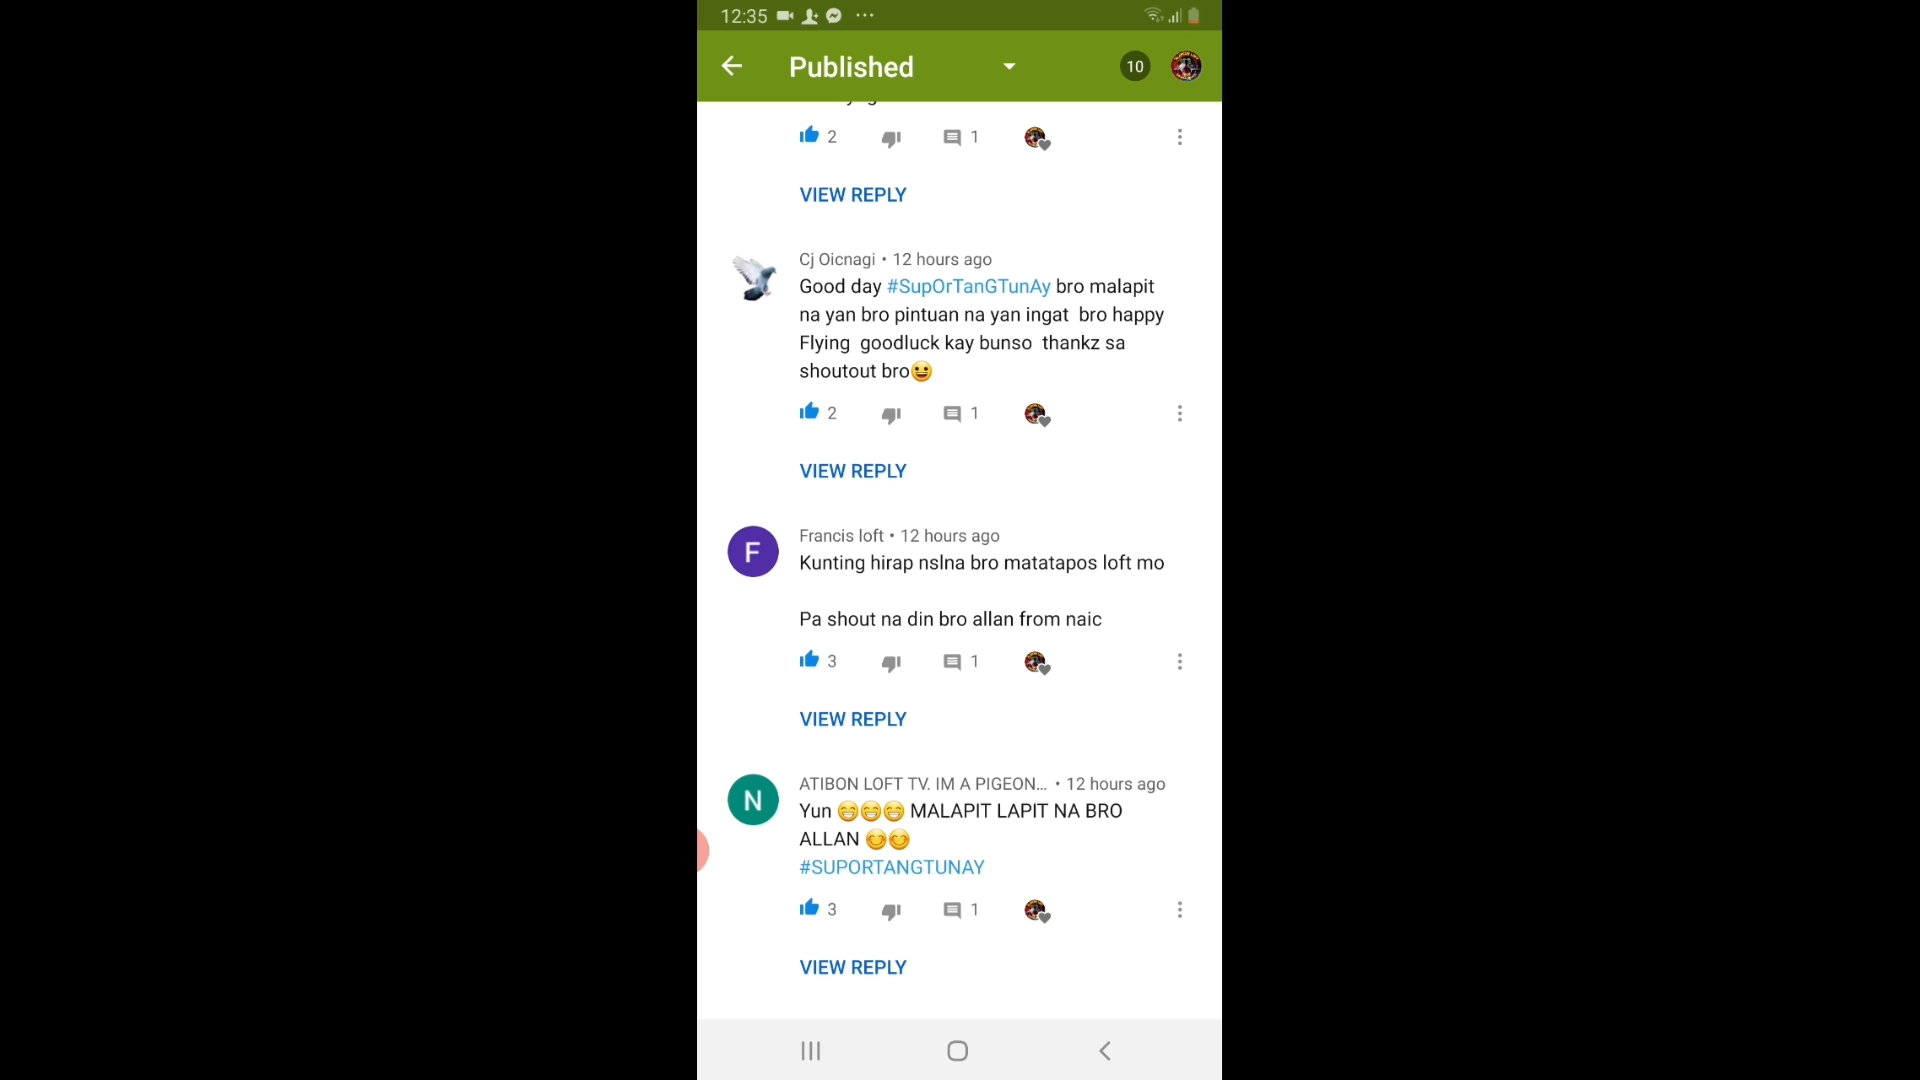 12:35
Published
10
2
1
VIEW REPLY
Cj Oicnagi • 12 hours ago
Good day #SupOrTanGTunAy bro malapit
na yan bro pintuan na yan ingat  bro happy
Flying  goodluck kay bunso  thankz sa
shoutout bro😃
2
1
VIEW REPLY
F
Francis loft • 12 hours ago
Kunting hirap nslna bro matatapos loft mo
Pa shout na din bro allan from naic
3
1
VIEW REPLY
N
ATIBON LOFT TV. IM A PIGEON... • 12 hours ago
Yun 😁😁😁 MALAPIT LAPIT NA BRO
ALLAN 😊😊
#SUPORTANGTUNAY
3
1
VIEW REPLY